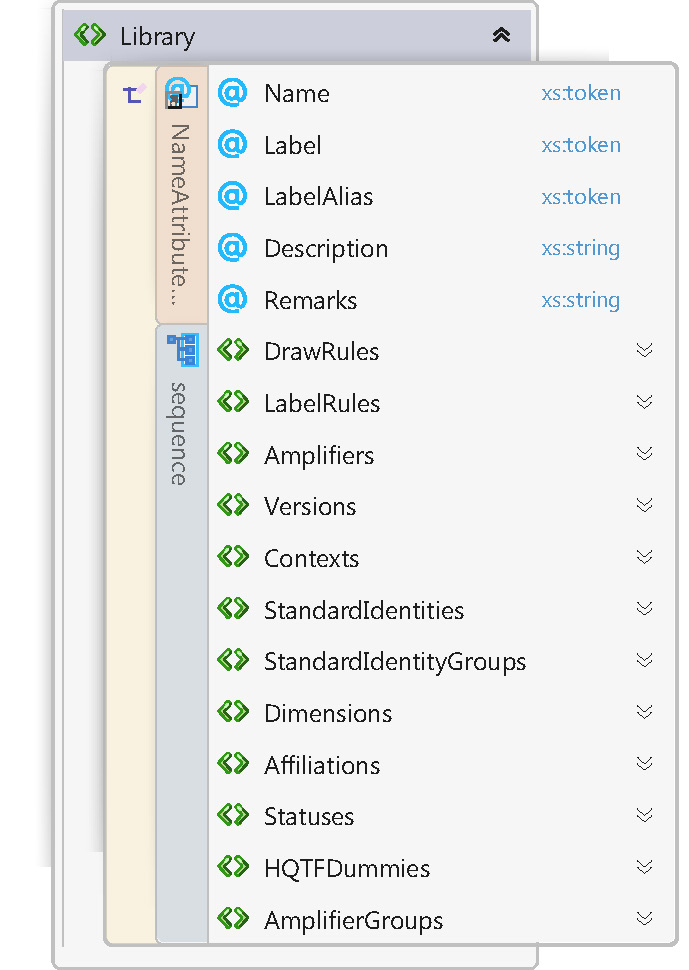 Library
NameAttribute...
Name xs:token
Label xs:token
LabelAlias xs:token
Description xs:string
Remarks xs:string
sequence
DrawRules
LabelRules
Amplifiers
Versions
Contexts
StandardIdentities
StandardIdentityGroups
Dimensions
Affiliations
Statuses
HQTFDummies
AmplifierGroups